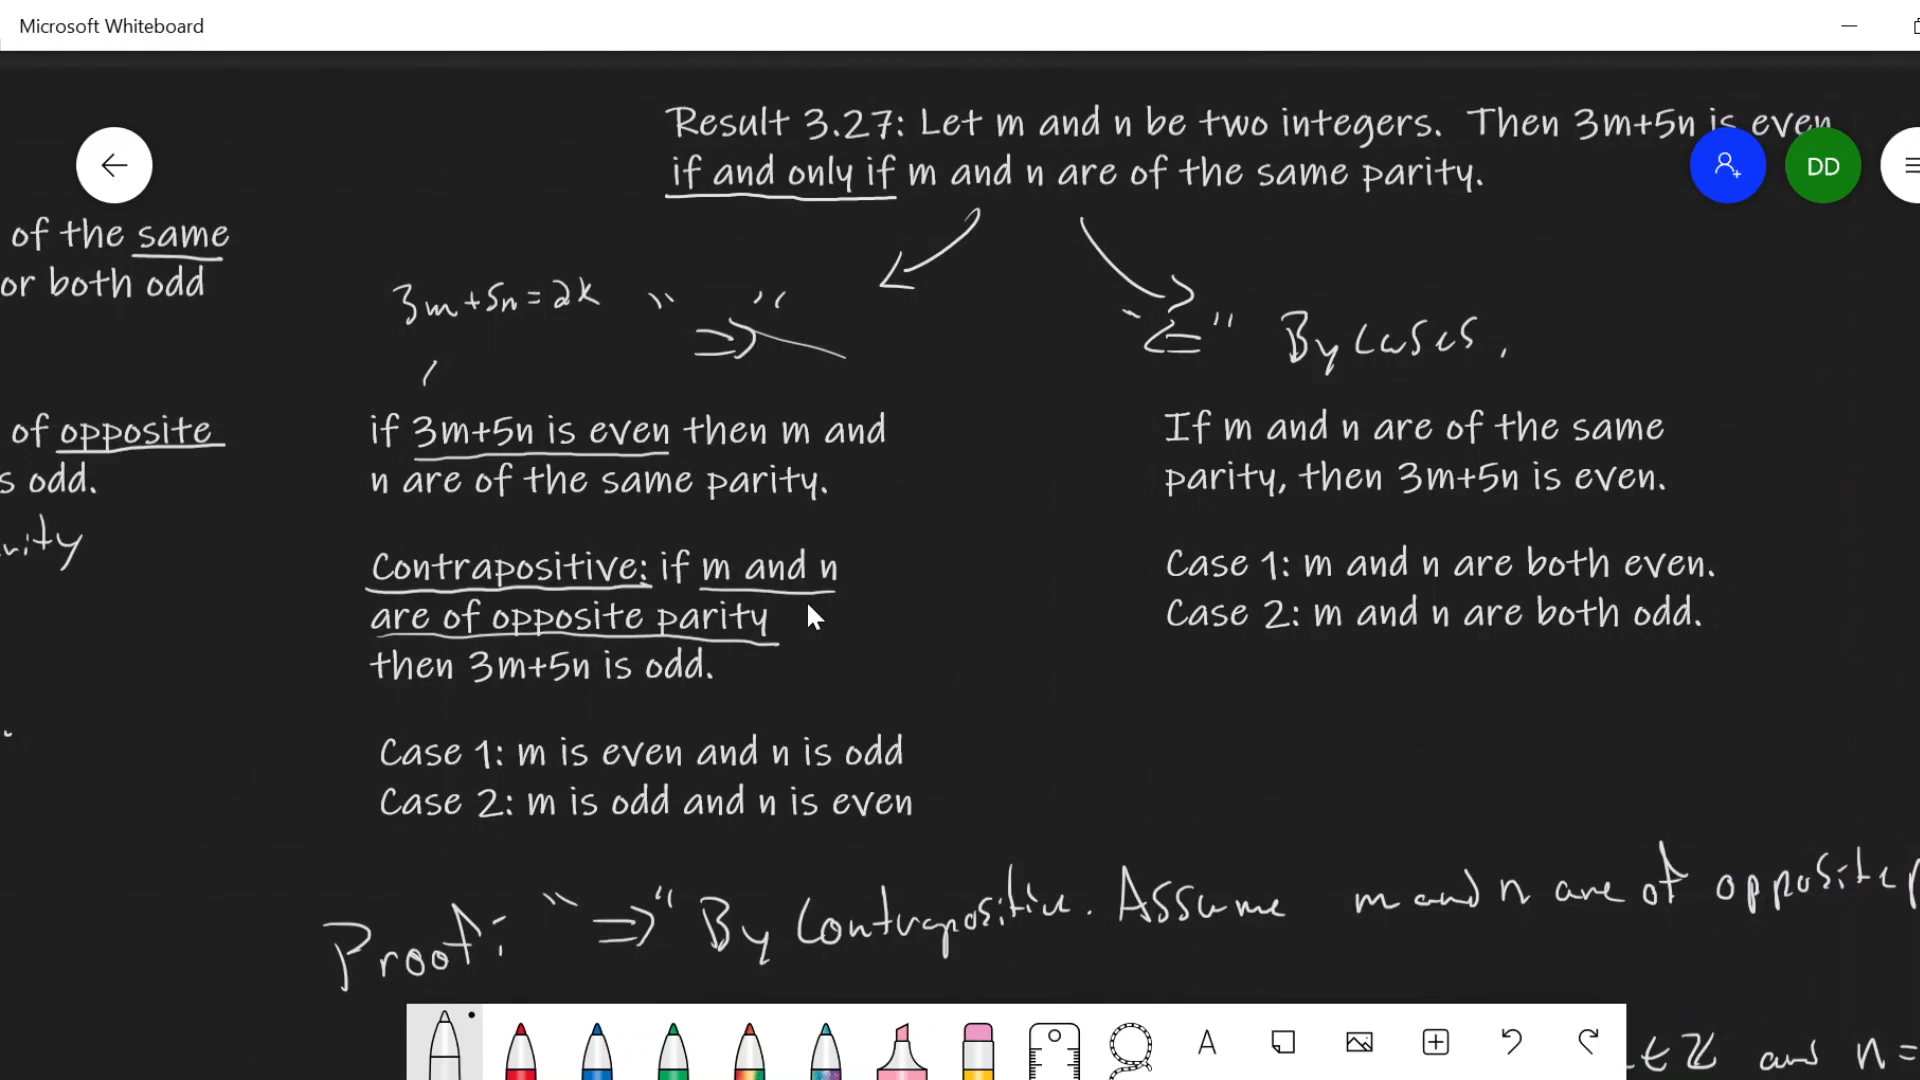 Microsoft Whiteboard
Result 3.27: Let m and n be two integers. Then 3m+5n is even
if and only if m and n are of the same parity.
DD
of the same
or both odd
3m+5n=2k " ⇒ "
"⇐" By cases.
of opposite
s odd.
rity
if 3m+5n is even then m and
n are of the same parity.
Contrapositive: if m and n
are of opposite parity
then 3m+5n is odd.
Case 1: m is even and n is odd
Case 2: m is odd and n is even
If m and n are of the same
parity, then 3m+5n is even.
Case 1: m and n are both even.
Case 2: m and n are both odd.
Proof: "⇒" By Contrapositive. Assume m and n are of opposite p
∈ ℤ and n =